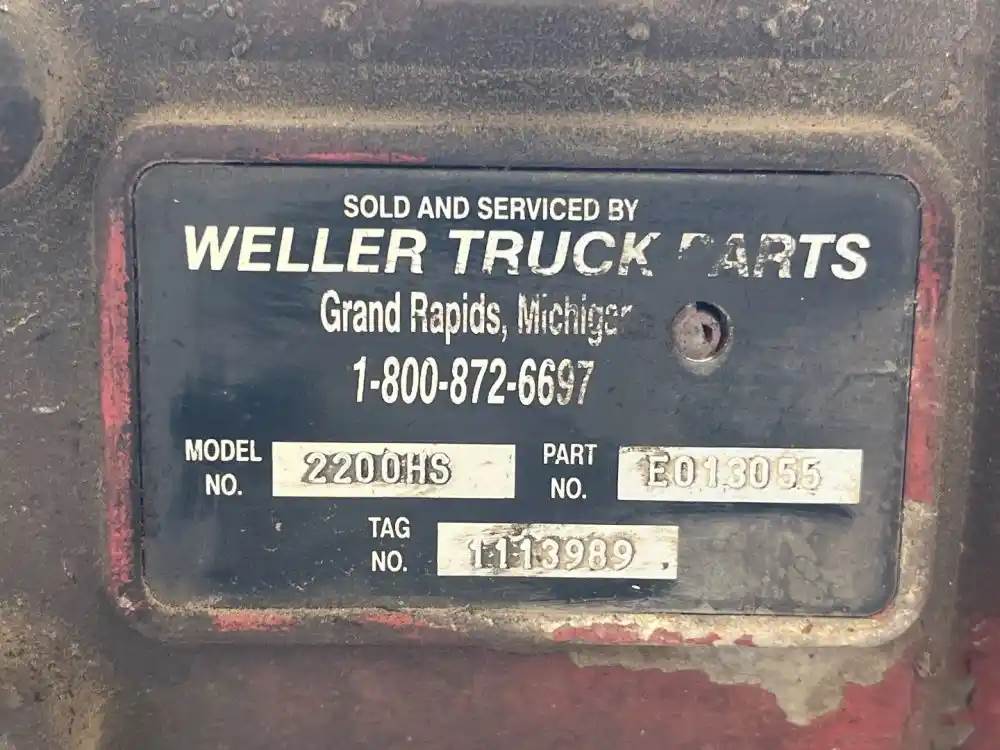 SOLD AND SERVICED BY
WELLER TRUCK PARTS
Grand Rapids, Michigan
1-800-872-6697
MODEL NO. 2200HS PART NO. E013055
TAG NO. 1113989